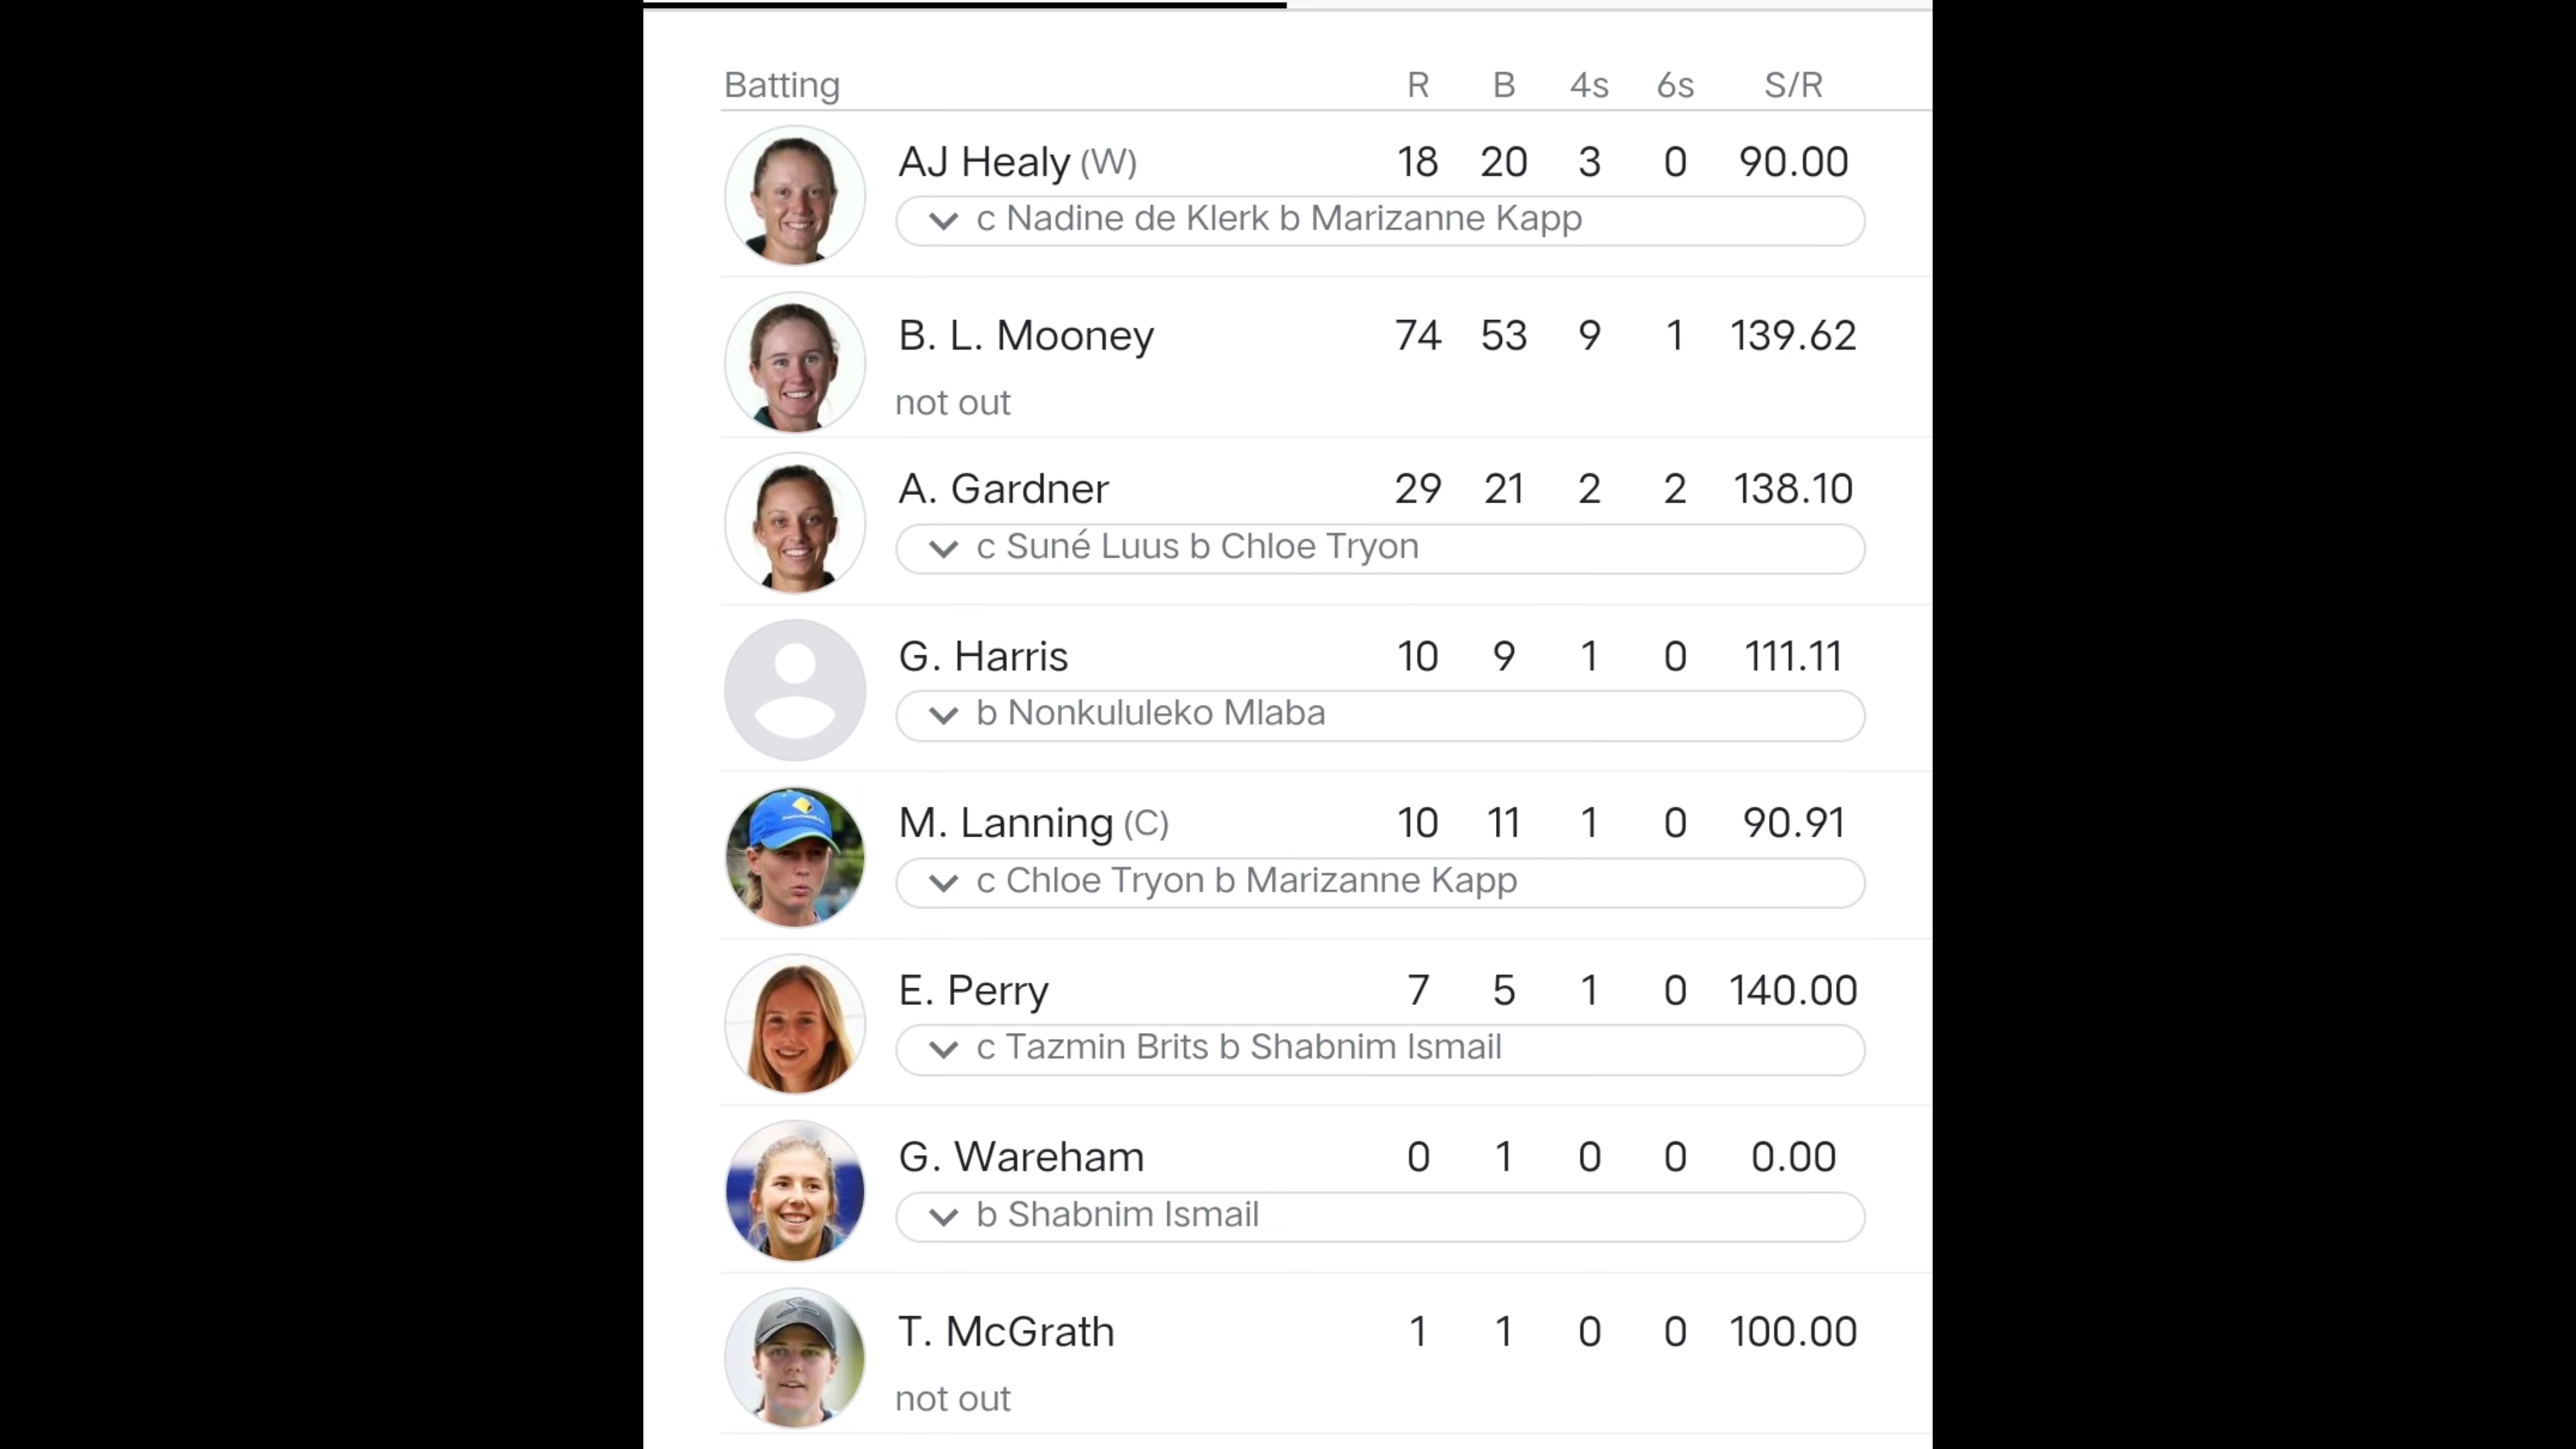 Batting R B 4s 6s S/R
AJ Healy (W) 18 20 3 0 90.00
c Nadine de Klerk b Marizanne Kapp
B. L. Mooney 74 53 9 1 139.62
not out
A. Gardner 29 21 2 2 138.10
c Suné Luus b Chloe Tryon
G. Harris 10 9 1 0 111.11
b Nonkululeko Mlaba
M. Lanning (C) 10 11 1 0 90.91
c Chloe Tryon b Marizanne Kapp
E. Perry 7 5 1 0 140.00
c Tazmin Brits b Shabnim Ismail
G. Wareham 0 1 0 0 0.00
b Shabnim Ismail
T. McGrath 1 1 0 0 100.00
not out